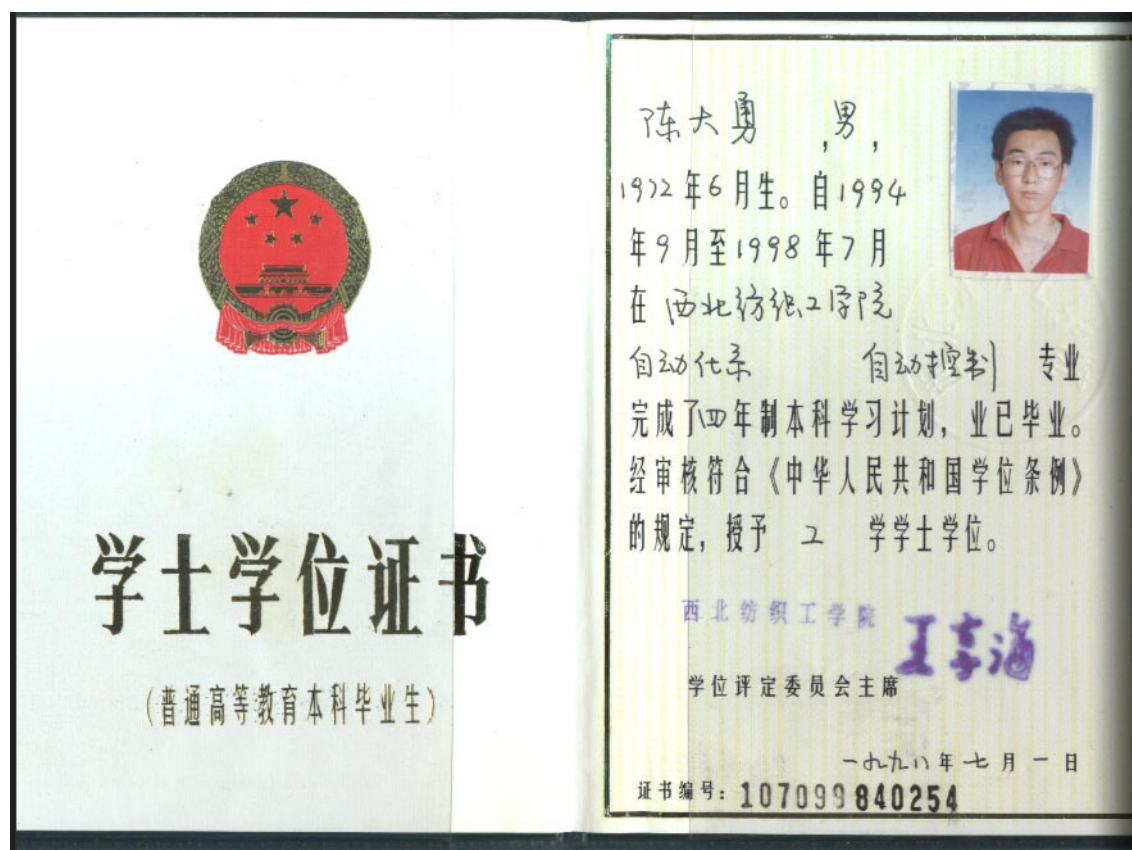 学士学位证书
(普通高等教育本科毕业生)
陈大勇 ,男,
1972年6月生。自1994
年9月至1998年7月
在 西北纺织工学院
自动化系 自动控制 专业
完成了四年制本科学习计划,业已毕业。
经审核符合《中华人民共和国学位条例》
的规定,授予 工 学学士学位。
西北纺织工学院
学位评定委员会主席
一九九八年七月一日
证书编号:107099840254